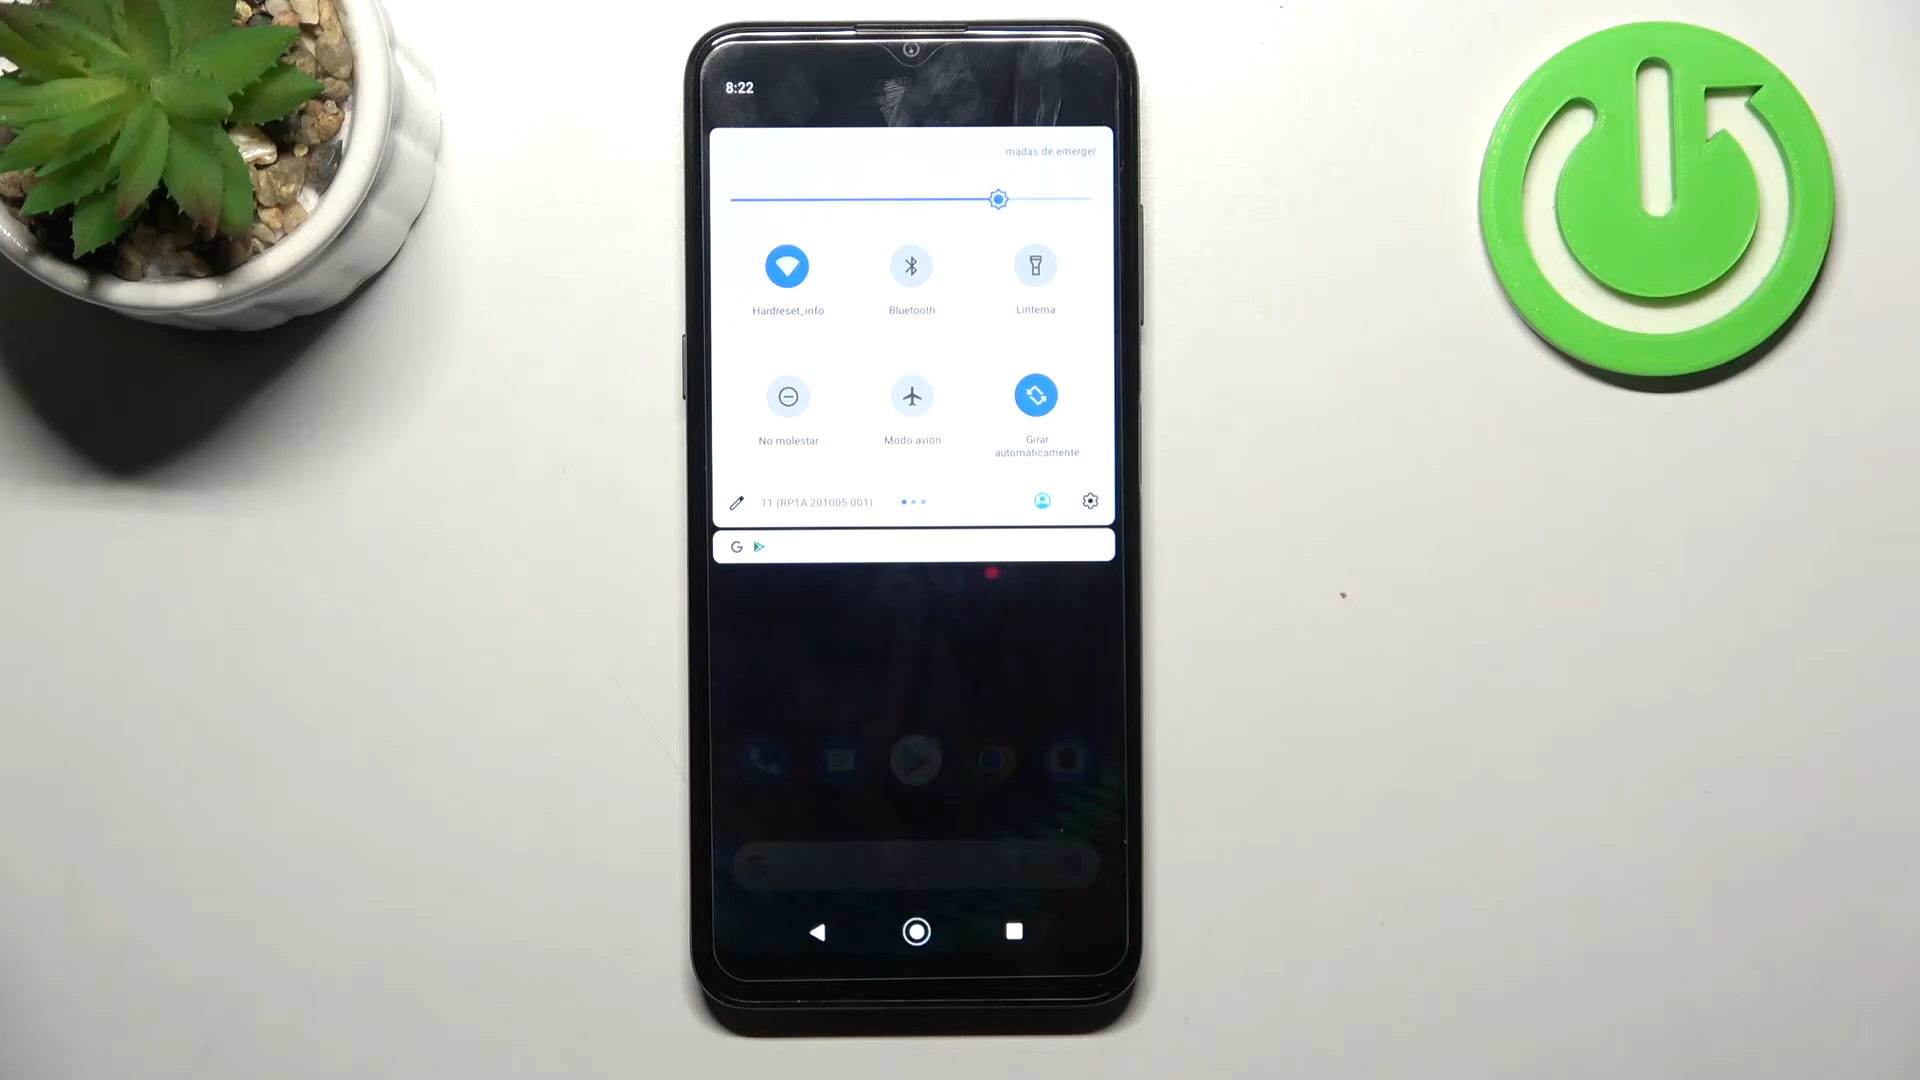 8:22
madas de emerger
Hardreset_info
Bluetooth
Linterna
No molestar
Modo avión
Girar
automáticamente
11 (RP1A.201005.001)